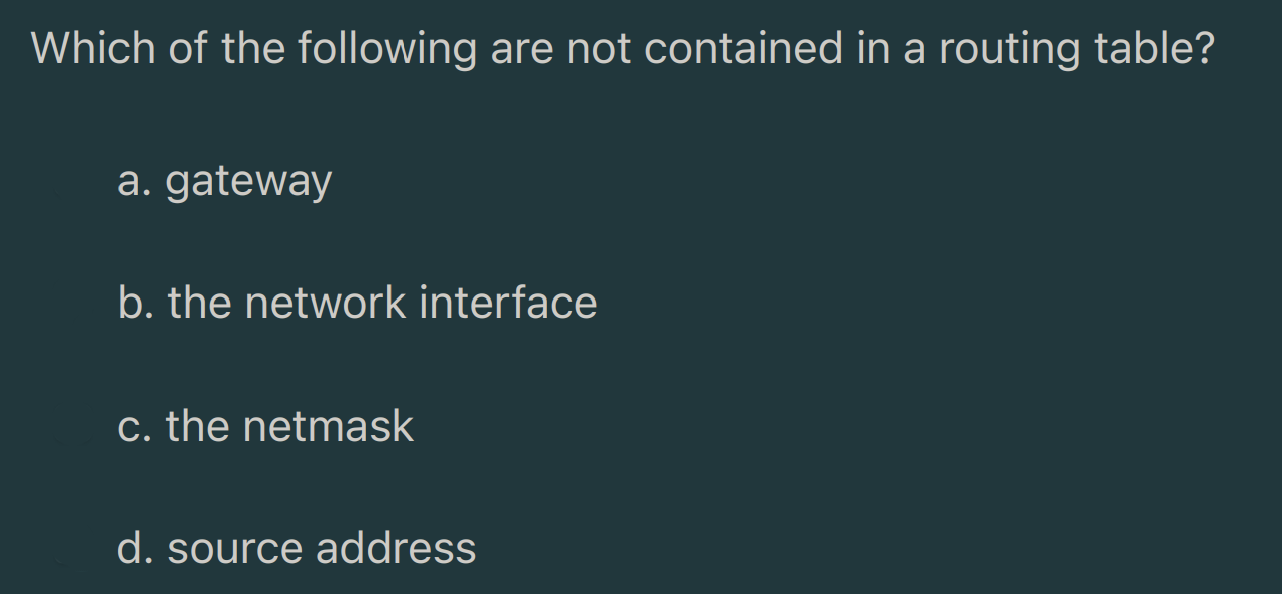 Which of the following are not contained in a routing table?
a. gateway
b. the network interface
c. the netmask
d. source address